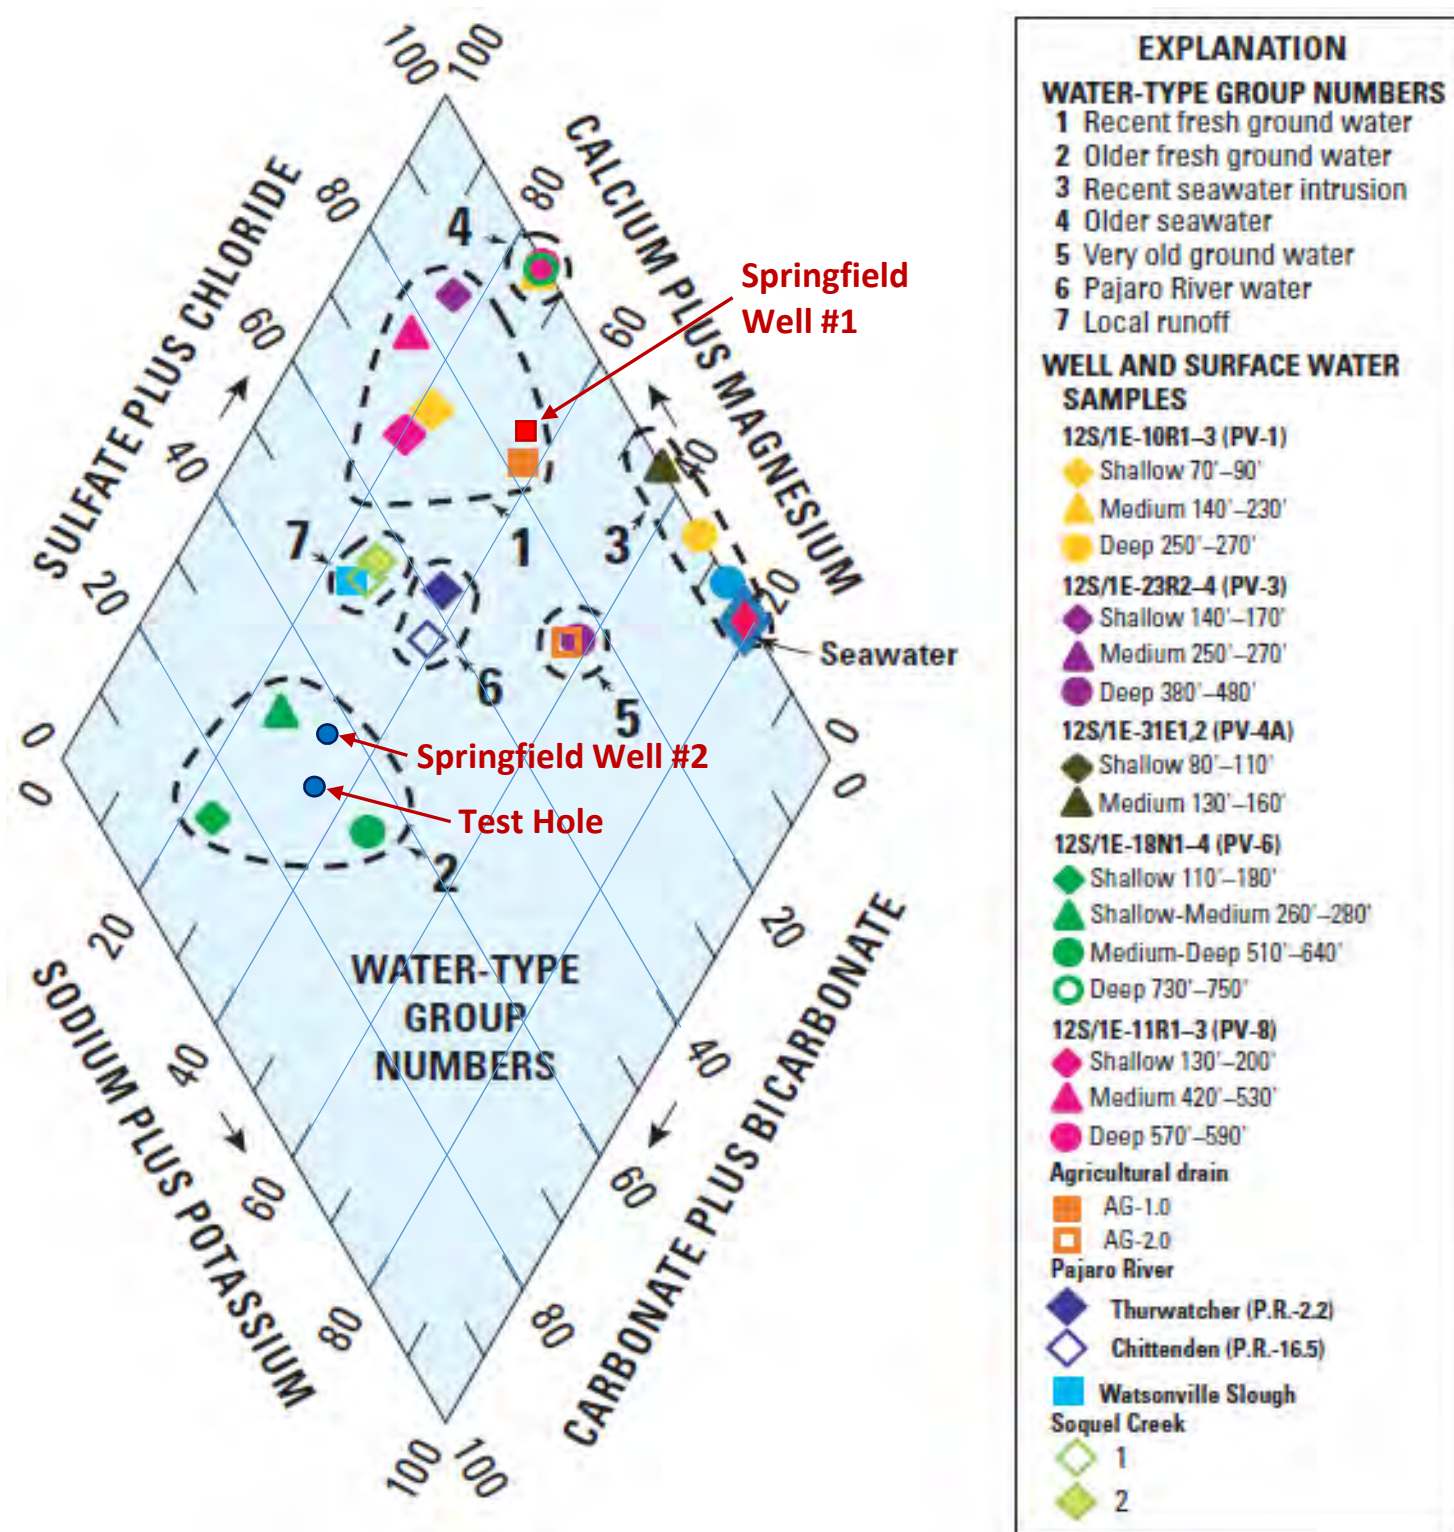 100 100
SULFATE PLUS CHLORIDE
CALCIUM PLUS MAGNESIUM
80
80
60
60
40
40
20
20
0
0
0
0
4
Springfield
Well #1
7
1
3
6
5
Seawater
Springfield Well #2
Test Hole
2
WATER-TYPE
GROUP
NUMBERS
SODIUM PLUS POTASSIUM
CARBONATE PLUS BICARBONATE
20
20
40
40
60
60
80
80
100 100
EXPLANATION
WATER-TYPE GROUP NUMBERS
1 Recent fresh ground water
2 Older fresh ground water
3 Recent seawater intrusion
4 Older seawater
5 Very old ground water
6 Pajaro River water
7 Local runoff
WELL AND SURFACE WATER
SAMPLES
12S/1E-10R1–3 (PV-1)
Shallow 70'–90'
Medium 140'–230'
Deep 250'–270'
12S/1E-23R2–4 (PV-3)
Shallow 140'–170'
Medium 250'–270'
Deep 380'–480'
12S/1E-31E1,2 (PV-4A)
Shallow 80'–110'
Medium 130'–160'
12S/1E-18N1–4 (PV-6)
Shallow 110'–180'
Shallow-Medium 260'–280'
Medium-Deep 510'–640'
Deep 730'–750'
12S/1E-11R1–3 (PV-8)
Shallow 130'–200'
Medium 420'–530'
Deep 570'–590'
Agricultural drain
AG-1.0
AG-2.0
Pajaro River
Thurwatcher (P.R.-2.2)
Chittenden (P.R.-16.5)
Watsonville Slough
Soquel Creek
1
2